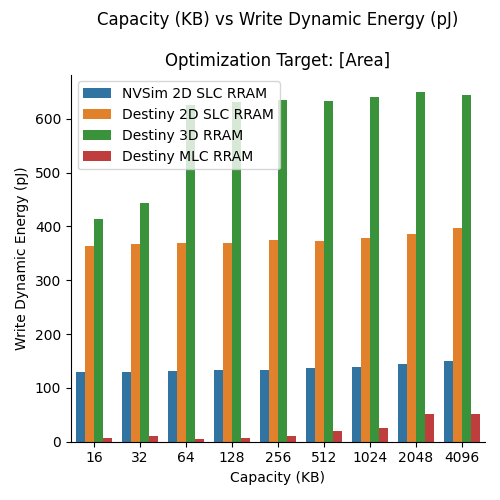 Capacity (KB) vs Write Dynamic Energy (pJ)
Optimization Target: [Area]
NVSim 2D SLC RRAM
Destiny 2D SLC RRAM
Destiny 3D RRAM
Destiny MLC RRAM
Write Dynamic Energy (pJ)
600
500
400
300
200
100
0
16 32 64 128 256 512 1024 2048 4096
Capacity (KB)